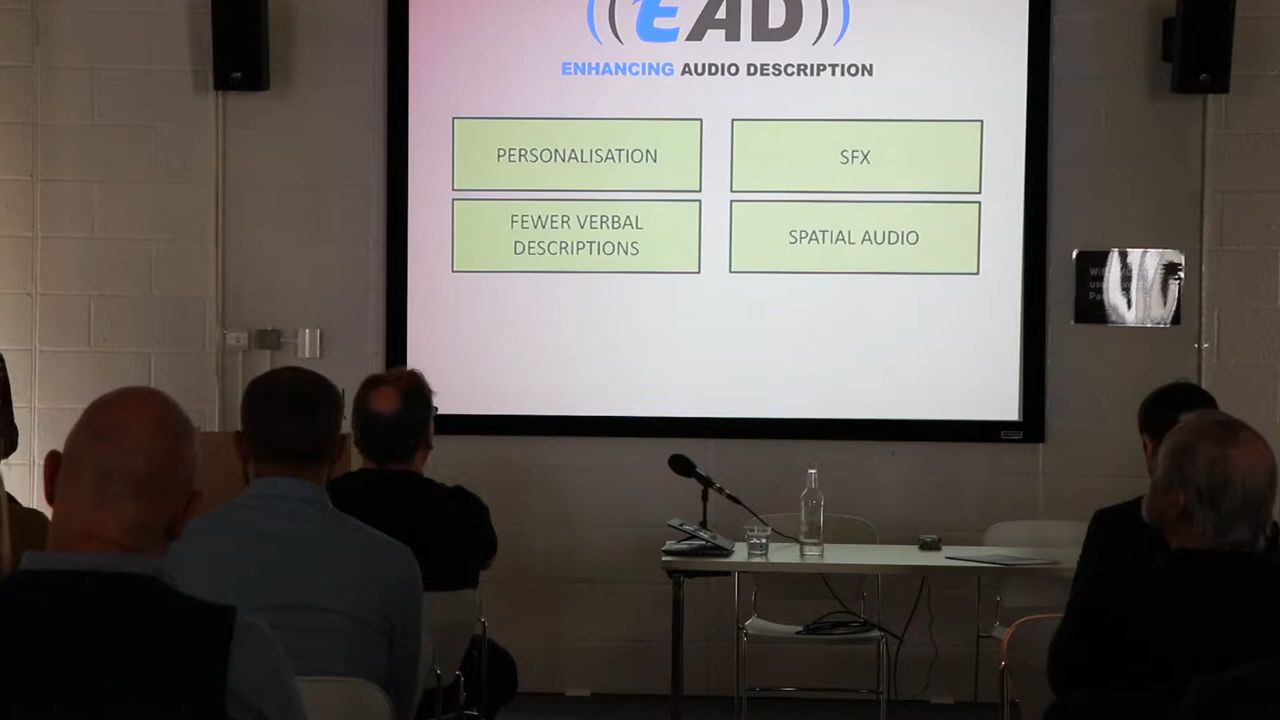 EAD
ENHANCING AUDIO DESCRIPTION
PERSONALISATION
SFX
FEWER VERBAL
DESCRIPTIONS
SPATIAL AUDIO